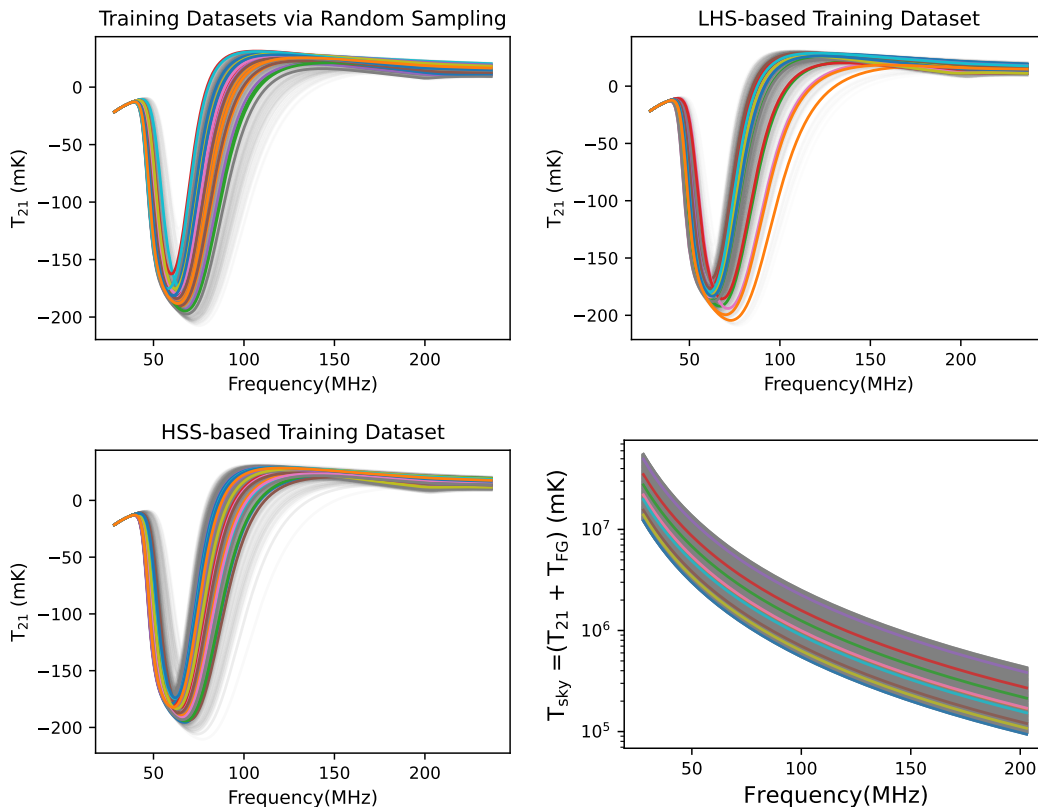 Training Datasets via Random Sampling
T21 (mK)
0
−50
−100
−150
−200
50 100 150 200
Frequency(MHz)
LHS-based Training Dataset
T21 (mK)
0
−50
−100
−150
−200
50 100 150 200
Frequency(MHz)
HSS-based Training Dataset
T21 (mK)
0
−50
−100
−150
−200
50 100 150 200
Frequency(MHz)
Tsky =(T21 + TFG) (mK)
10^7
10^6
10^5
50 100 150 200
Frequency(MHz)